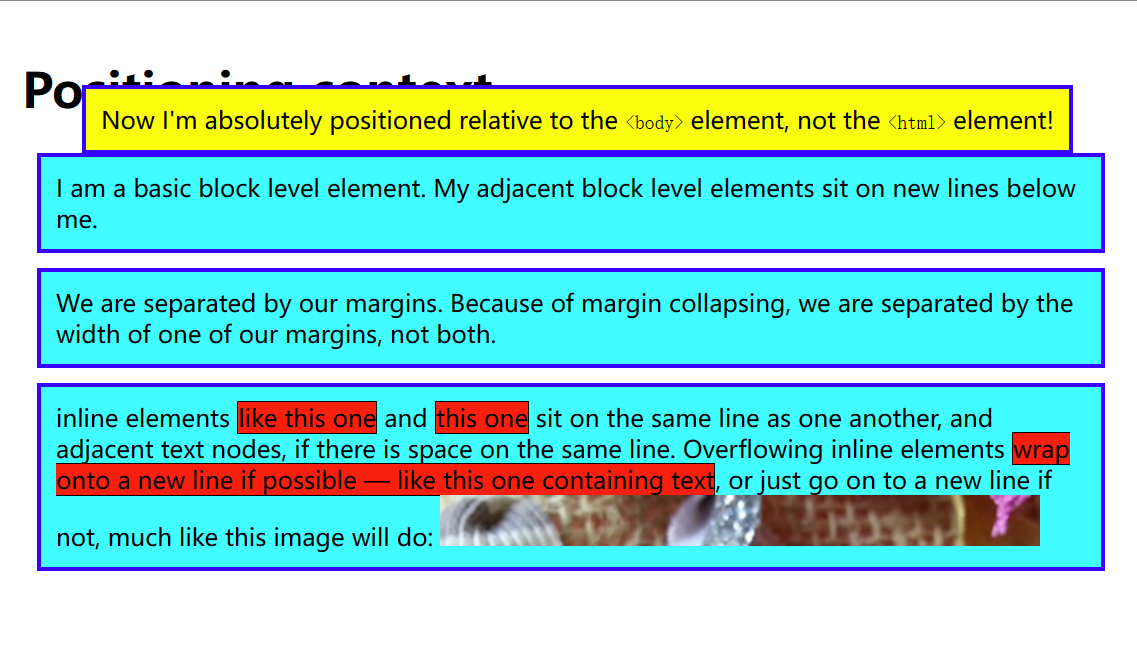 Positioning context
Now I'm absolutely positioned relative to the <body> element, not the <html> element!
I am a basic block level element. My adjacent block level elements sit on new lines below
me.
We are separated by our margins. Because of margin collapsing, we are separated by the
width of one of our margins, not both.
inline elements like this one and this one sit on the same line as one another, and
adjacent text nodes, if there is space on the same line. Overflowing inline elements wrap
onto a new line if possible — like this one containing text, or just go on to a new line if
not, much like this image will do: